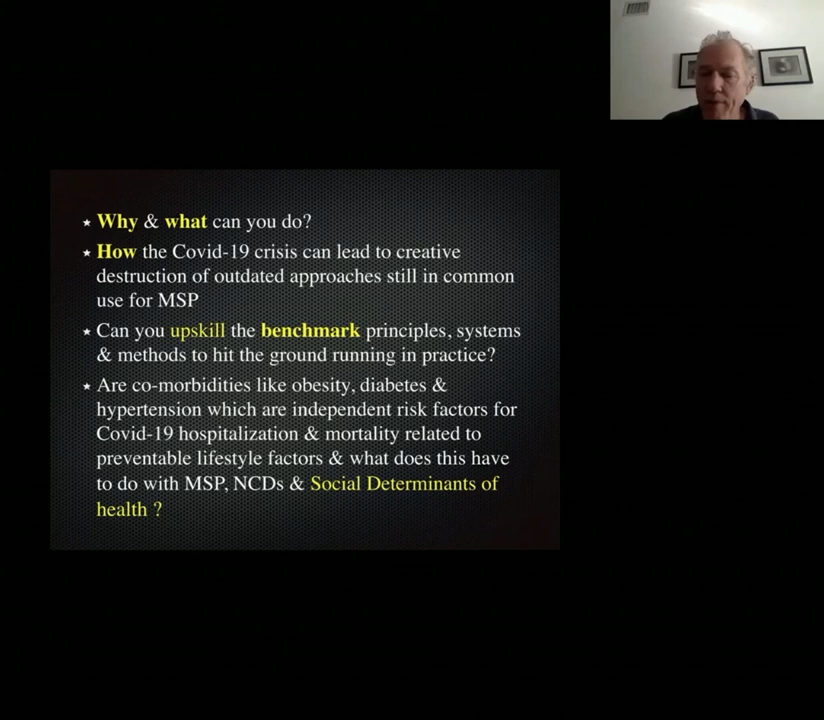 ★ Why & what can you do?
★ How the Covid-19 crisis can lead to creative
destruction of outdated approaches still in common
use for MSP
★ Can you upskill the benchmark principles, systems
& methods to hit the ground running in practice?
★ Are co-morbidities like obesity, diabetes &
hypertension which are independent risk factors for
Covid-19 hospitalization & mortality related to
preventable lifestyle factors & what does this have
to do with MSP, NCDs & Social Determinants of
health ?